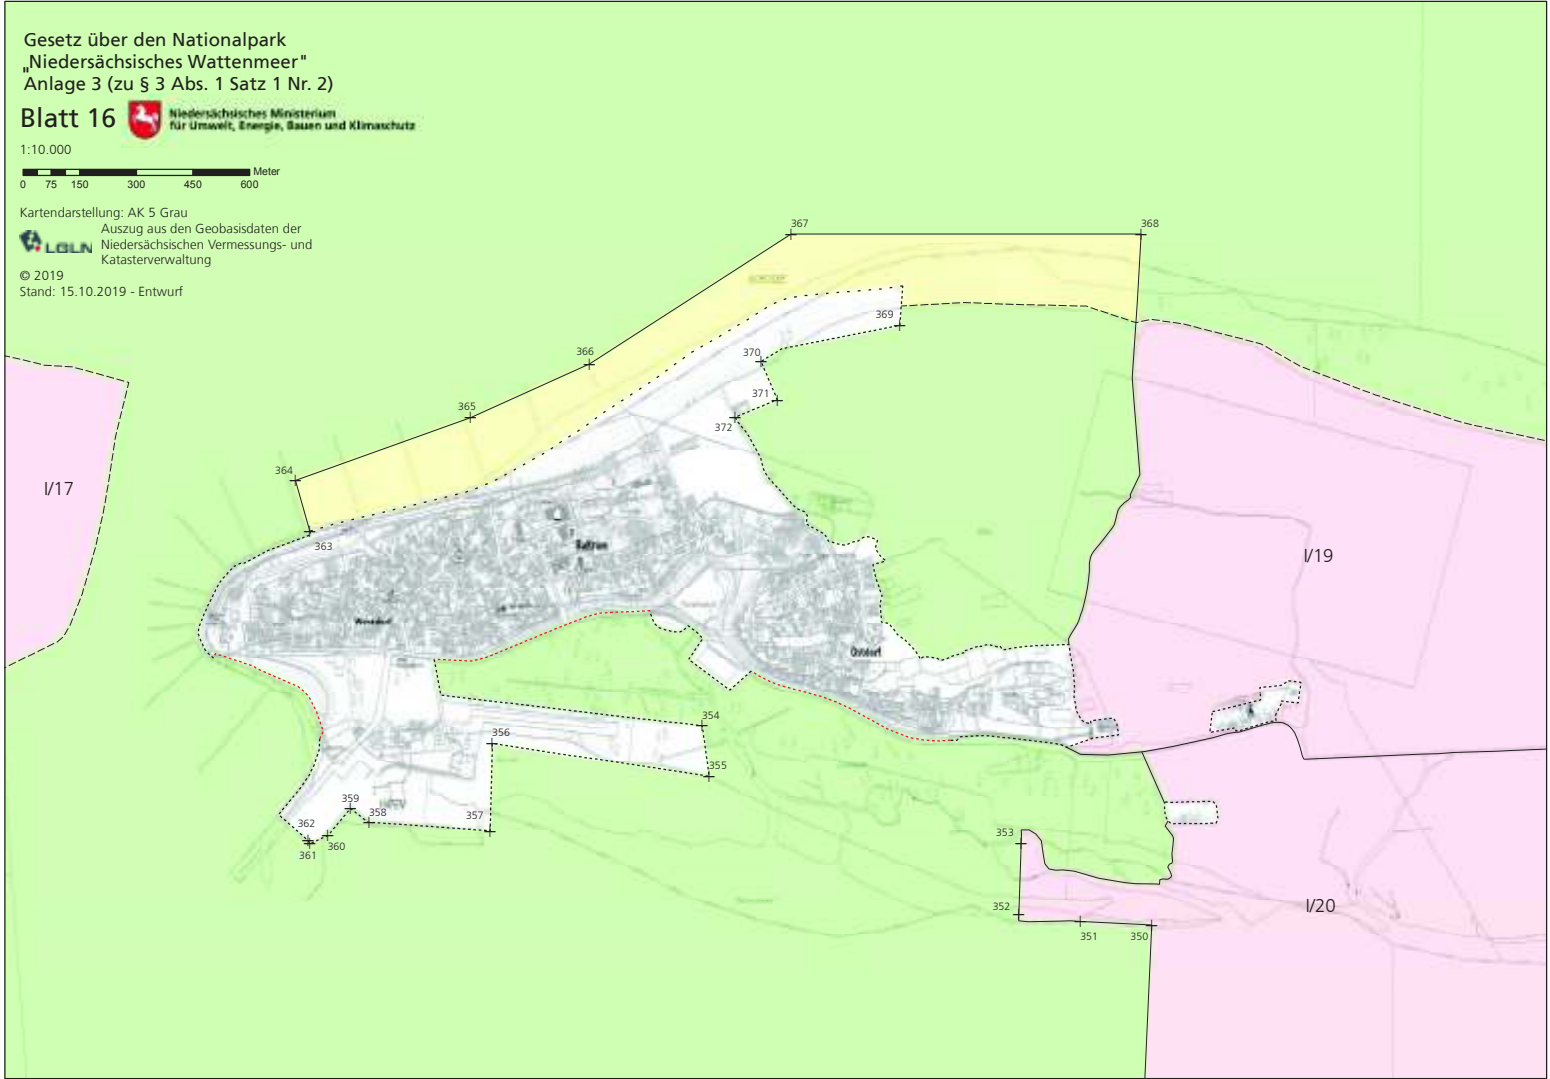 Gesetz über den Nationalpark
„Niedersächsisches Wattenmeer"
Anlage 3 (zu § 3 Abs. 1 Satz 1 Nr. 2)
Blatt 16
Niedersächsisches Ministerium
für Umwelt, Energie, Bauen und Klimaschutz
1:10.000
Meter
0 75 150 300 450 600
Kartendarstellung: AK 5 Grau
LGLN
Auszug aus den Geobasisdaten der
Niedersächsischen Vermessungs- und
Katasterverwaltung
© 2019
Stand: 15.10.2019 - Entwurf
367
368
369
370
366
371
365
372
364
363
I/17
I/19
Ostdorf
354
356
355
359
358
357
362
360
361
353
352
351
350
I/20